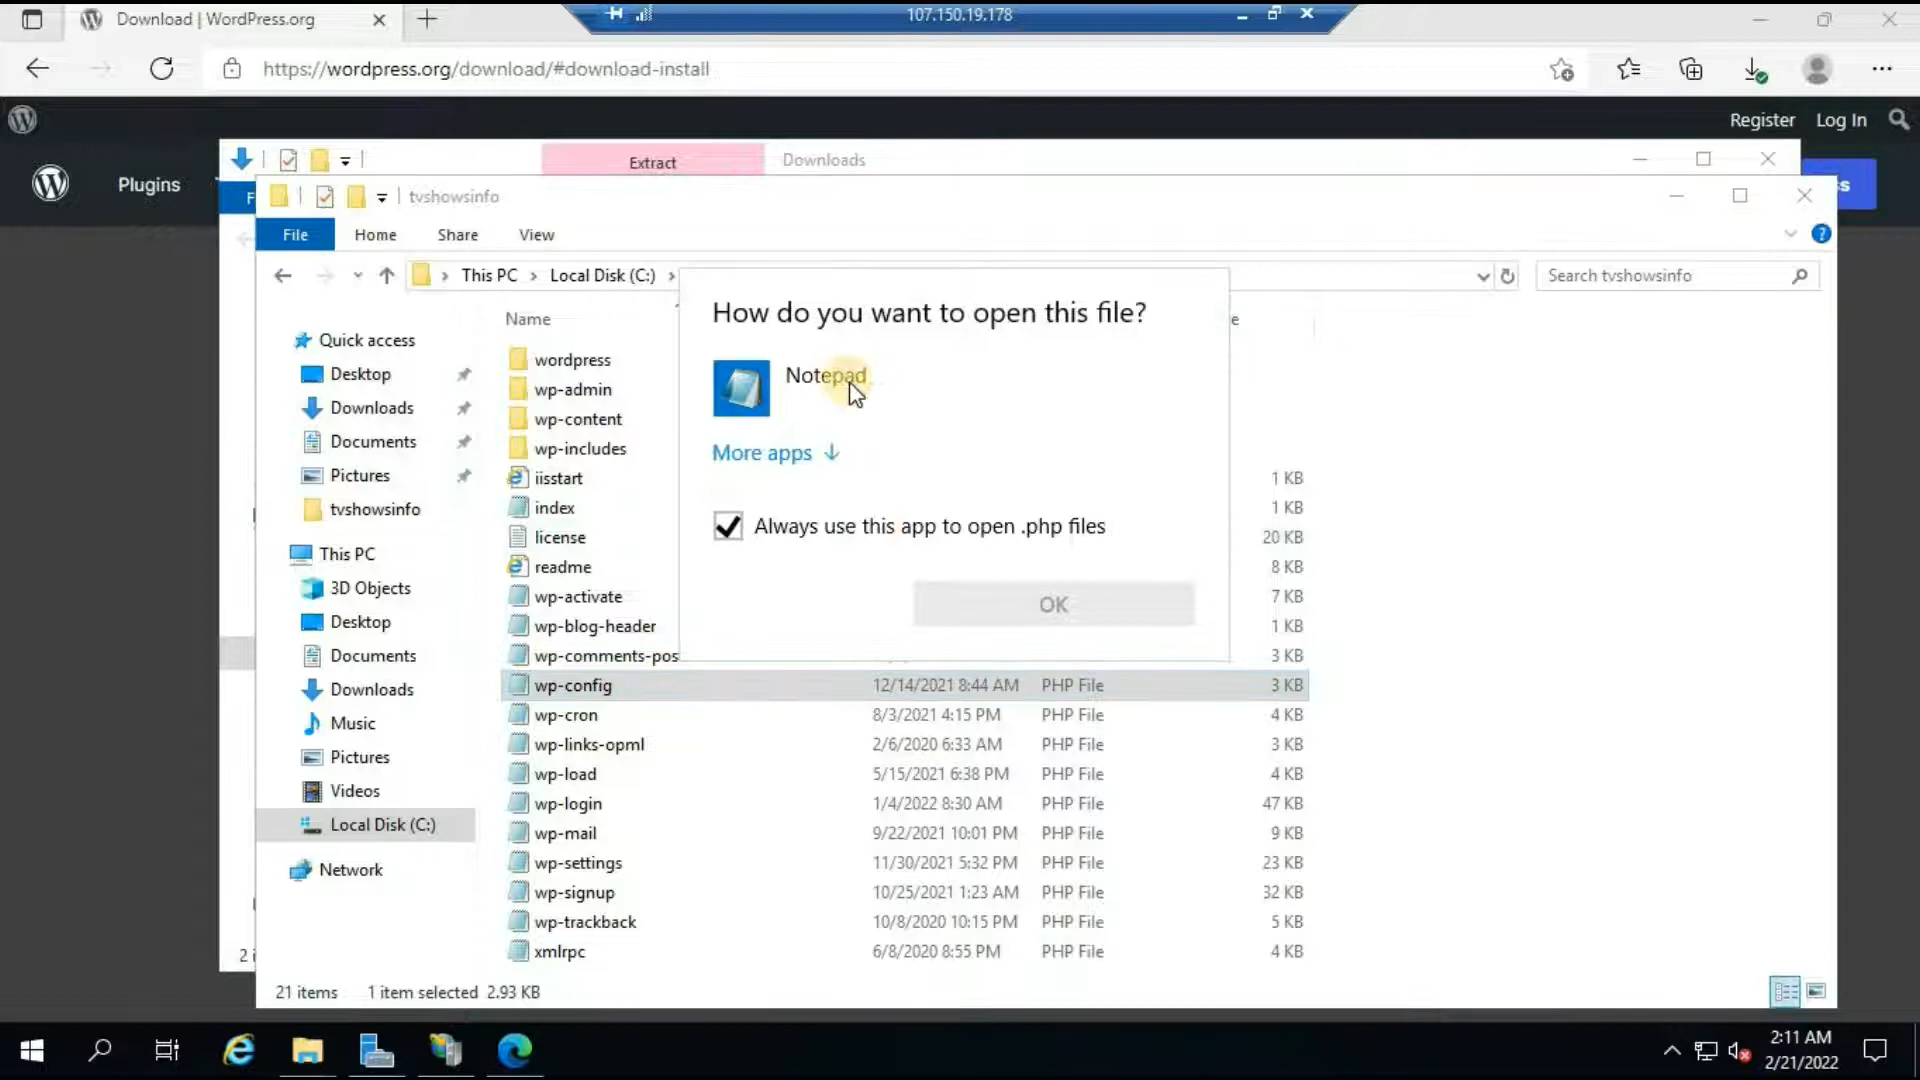 Download | WordPress.org
107.150.19.178
https://wordpress.org/download/#download-install
Register
Log In
Plugins
Extract
Downloads
tvshowsinfo
File
Home
Share
View
This PC
Local Disk (C:)
Search tvshowsinfo
Name
How do you want to open this file?
Notepad
More apps
Always use this app to open .php files
OK
Quick access
Desktop
Downloads
Documents
Pictures
tvshowsinfo
This PC
3D Objects
Desktop
Documents
Downloads
Music
Pictures
Videos
Local Disk (C:)
Network
wordpress
wp-admin
wp-content
wp-includes
iisstart 1 KB
index 1 KB
license 20 KB
readme 8 KB
wp-activate 7 KB
wp-blog-header 1 KB
wp-comments-pos 3 KB
wp-config 12/14/2021 8:44 AM PHP File 3 KB
wp-cron 8/3/2021 4:15 PM PHP File 4 KB
wp-links-opml 2/6/2020 6:33 AM PHP File 3 KB
wp-load 5/15/2021 6:38 PM PHP File 4 KB
wp-login 1/4/2022 8:30 AM PHP File 47 KB
wp-mail 9/22/2021 10:01 PM PHP File 9 KB
wp-settings 11/30/2021 5:32 PM PHP File 23 KB
wp-signup 10/25/2021 1:23 AM PHP File 32 KB
wp-trackback 10/8/2020 10:15 PM PHP File 5 KB
xmlrpc 6/8/2020 8:55 PM PHP File 4 KB
21 items 1 item selected 2.93 KB
2:11 AM
2/21/2022